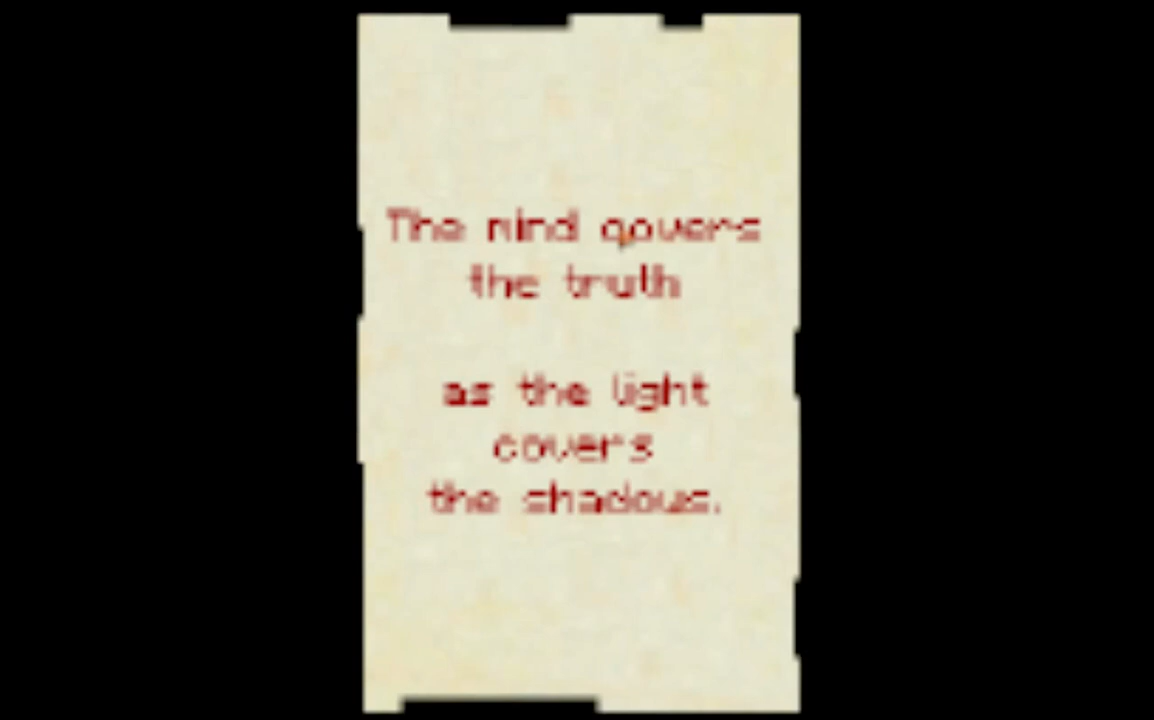 The mind covers
the truth
as the light
covers
the shadows.